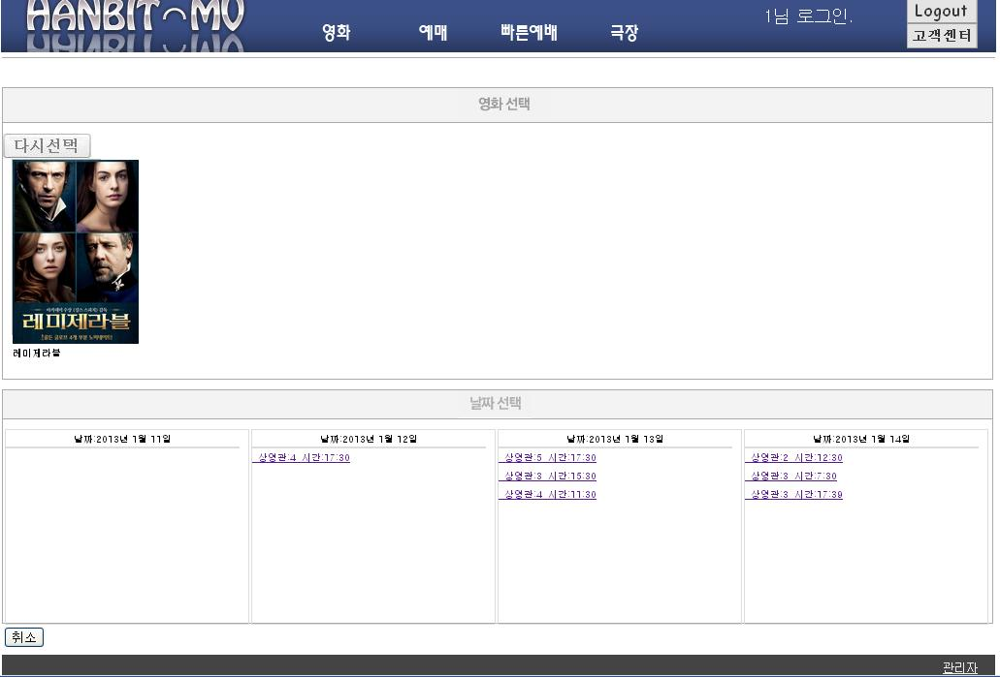 HANBIT⌒MV
영화 예매 빠른예배 극장
1님 로그인.
Logout
고객센터
영화 선택
다시선택
레미제라블
레미제라블
날짜 선택
날짜:2013년 1월 11일 날짜:2013년 1월 12일 날짜:2013년 1월 13일 날짜:2013년 1월 14일
상영관:4 시간:17:30 상영관:5 시간:17:30 상영관:2 시간:12:30
상영관:3 시간:15:30 상영관:3 시간:7:30
상영관:4 시간:11:30 상영관:3 시간:17:39
취소
관리자